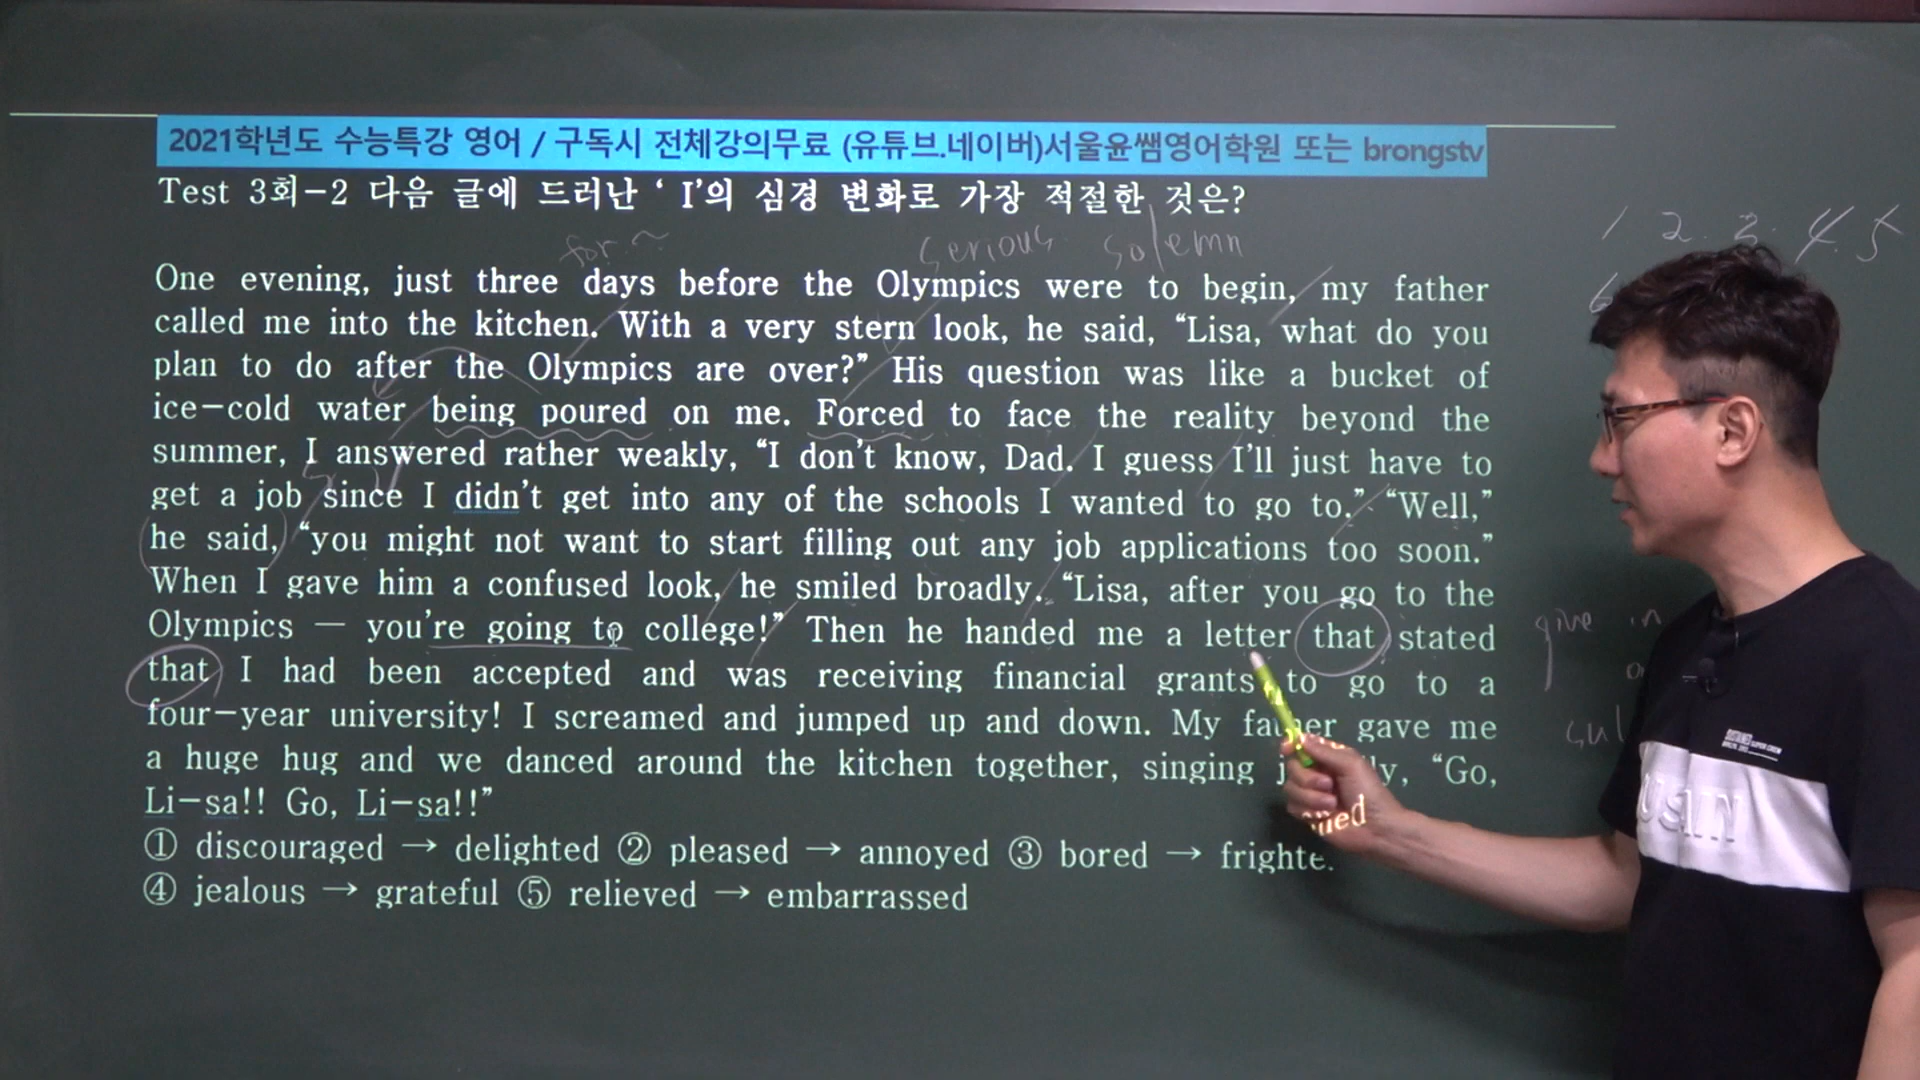 2021학년도 수능특강 영어 / 구독시 전체강의무료 (유튜브.네이버)서울윤쌤영어학원 또는 brongstv
Test 3회-2 다음 글에 드러난 ‘ I’의 심경 변화로 가장 적절한 것은?
1 2. 3. 4. 5
for~ serious solemn
6
One evening, just three days before the Olympics were to begin, my father
called me into the kitchen. With a very stern look, he said, “Lisa, what do you
plan to do after the Olympics are over?” His question was like a bucket of
ice-cold water being poured on me. Forced to face the reality beyond the
summer, I answered rather weakly, “I don’t know, Dad. I guess I’ll just have to
get a job since I didn’t get into any of the schools I wanted to go to.” “Well,”
he said, “you might not want to start filling out any job applications too soon.”
When I gave him a confused look, he smiled broadly. “Lisa, after you go to the
Olympics — you’re going to college!” Then he handed me a letter that stated
give in
that I had been accepted and was receiving financial grants to go to a
four-year university! I screamed and jumped up and down. My father gave me
a huge hug and we danced around the kitchen together, singing “Go,
Li-sa!! Go, Li-sa!!”
① discouraged → delighted ② pleased → annoyed ③ bored →
④ jealous → grateful ⑤ relieved → embarrassed